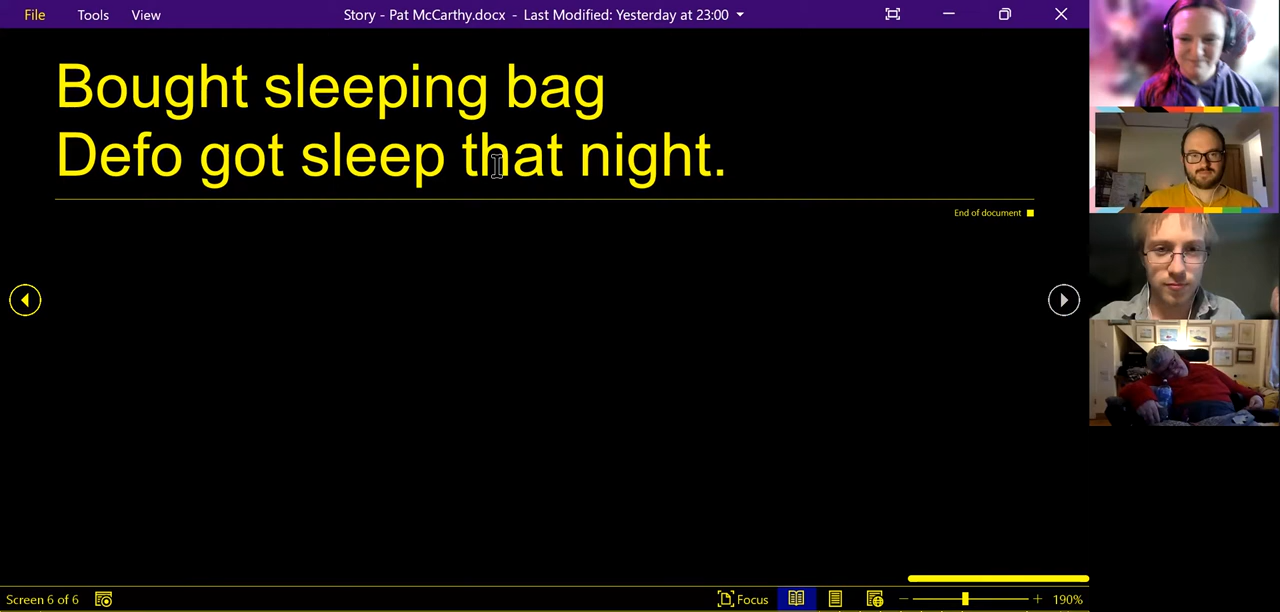 File Tools View Story - Pat McCarthy.docx - Last Modified: Yesterday at 23:00
Bought sleeping bag
Defo got sleep that night.
End of document
Screen 6 of 6 Focus 190%